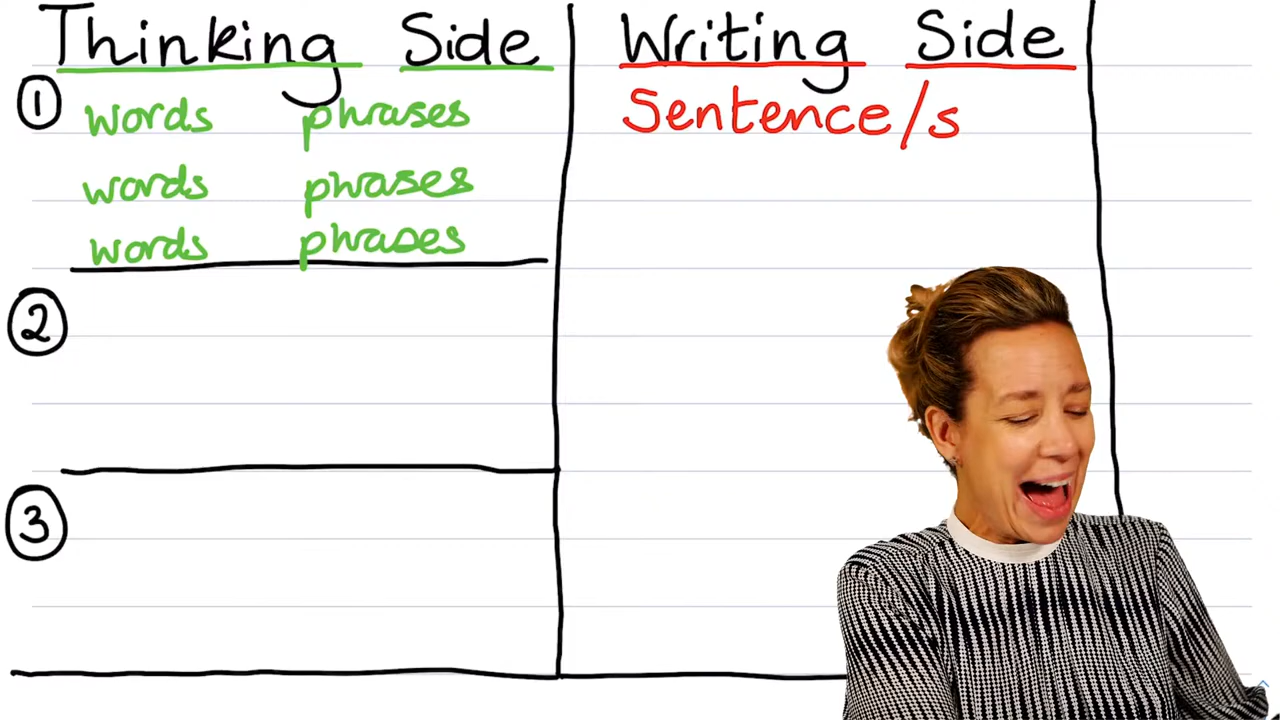 Thinking Side
Writing Side
① words phrases
words phrases
words phrases
Sentence/s
②
③